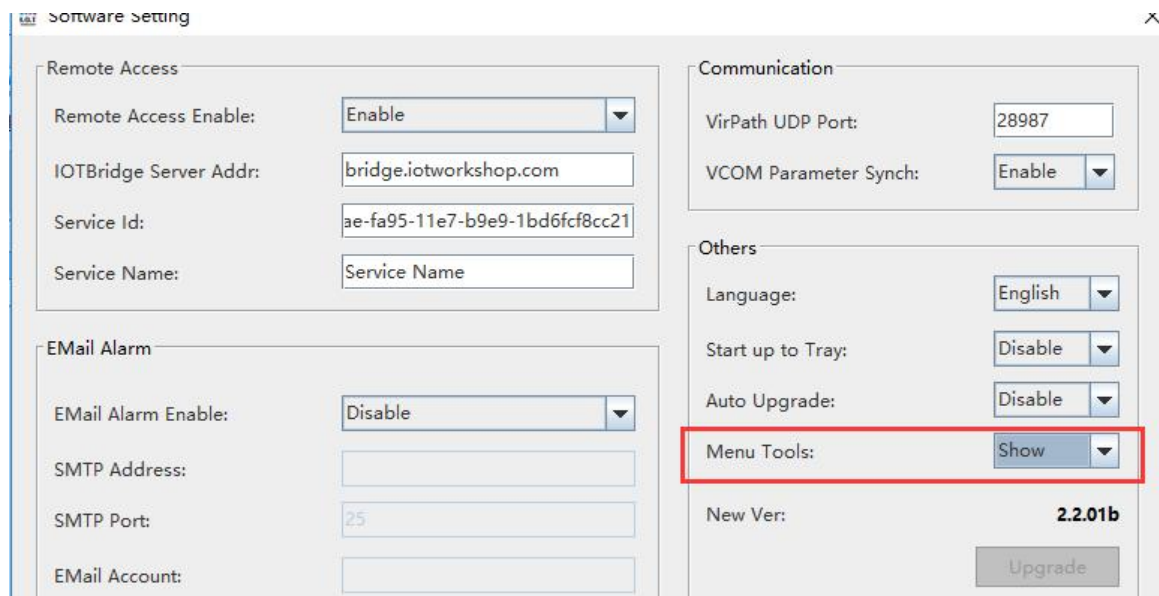 Software Setting
Remote Access
Remote Access Enable: Enable
IOTBridge Server Addr: bridge.iotworkshop.com
Service Id: ae-fa95-11e7-b9e9-1bd6fcf8cc21
Service Name: Service Name
EMail Alarm
EMail Alarm Enable: Disable
SMTP Address:
SMTP Port: 25
EMail Account:
Communication
VirPath UDP Port: 28987
VCOM Parameter Synch: Enable
Others
Language: English
Start up to Tray: Disable
Auto Upgrade: Disable
Menu Tools: Show
New Ver: 2.2.01b
Upgrade